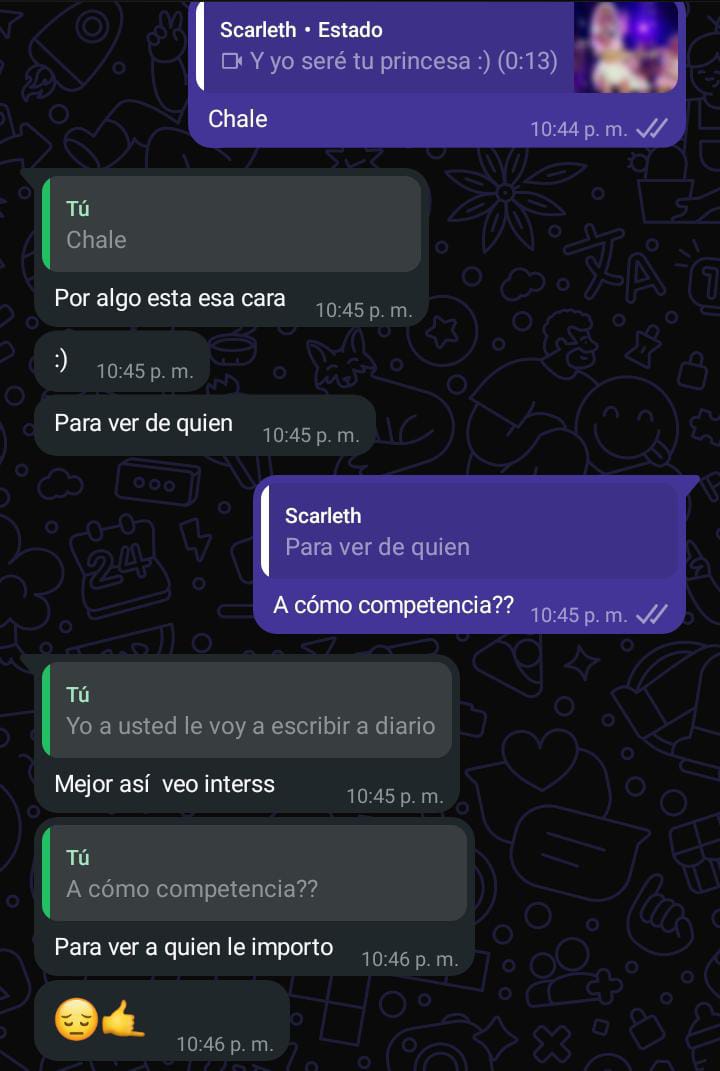 Scarleth • Estado
Y yo seré tu princesa :) (0:13)
Chale
10:44 p. m.
Tú
Chale
Por algo esta esa cara
10:45 p. m.
:)
10:45 p. m.
Para ver de quien
10:45 p. m.
Scarleth
Para ver de quien
A cómo competencia??
10:45 p. m.
Tú
Yo a usted le voy a escribir a diario
Mejor así  veo interss
10:45 p. m.
Tú
A cómo competencia??
Para ver a quien le importo
10:46 p. m.
😔🤙
10:46 p. m.
24